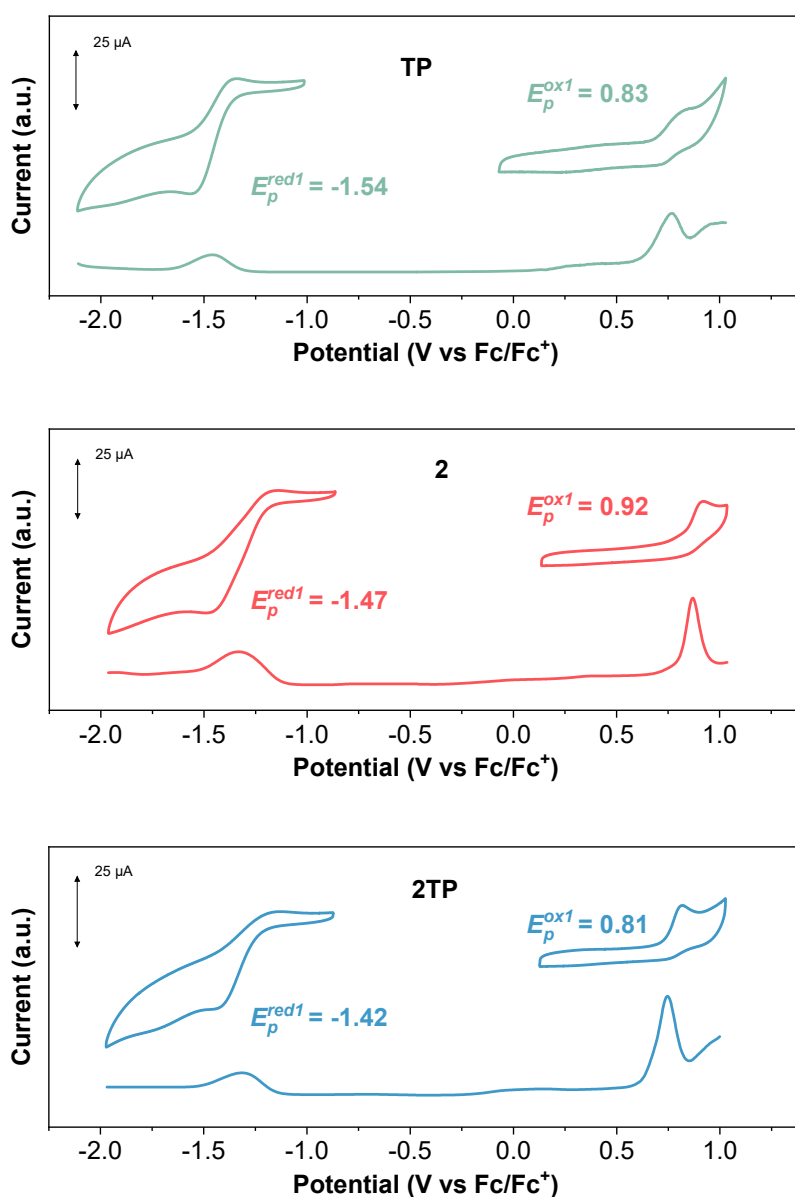 25 μA
TP
E_p^{ox1} = 0.83
E_p^{red1} = -1.54
Current (a.u.)
-2.0 -1.5 -1.0 -0.5 0.0 0.5 1.0
Potential (V vs Fc/Fc⁺)
25 μA
2
E_p^{ox1} = 0.92
E_p^{red1} = -1.47
Current (a.u.)
-2.0 -1.5 -1.0 -0.5 0.0 0.5 1.0
Potential (V vs Fc/Fc⁺)
25 μA
2TP
E_p^{ox1} = 0.81
E_p^{red1} = -1.42
Current (a.u.)
-2.0 -1.5 -1.0 -0.5 0.0 0.5 1.0
Potential (V vs Fc/Fc⁺)